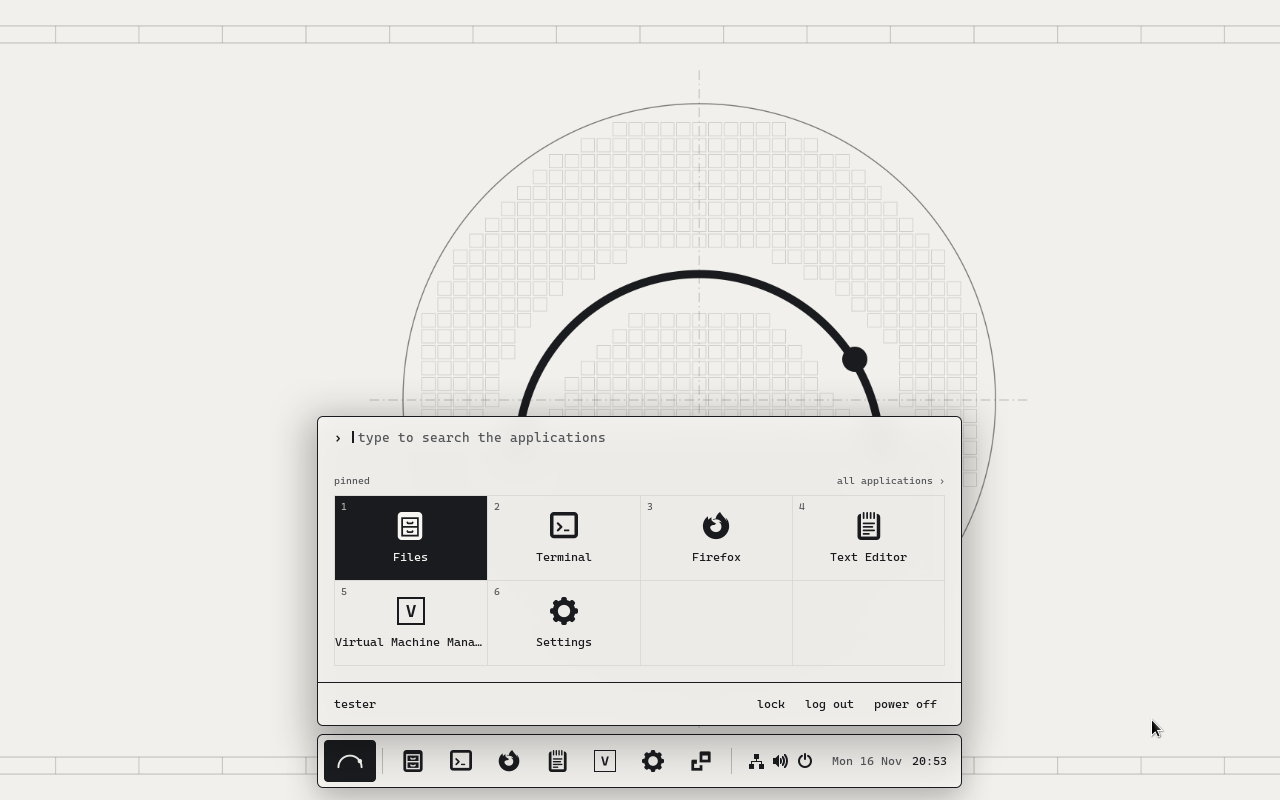 › type to search the applications
pinned all applications ›
1 2 3 4
Files Terminal Firefox Text Editor
5 V 6
Virtual Machine Mana… Settings
tester lock log out power off
V Mon 16 Nov 20:53